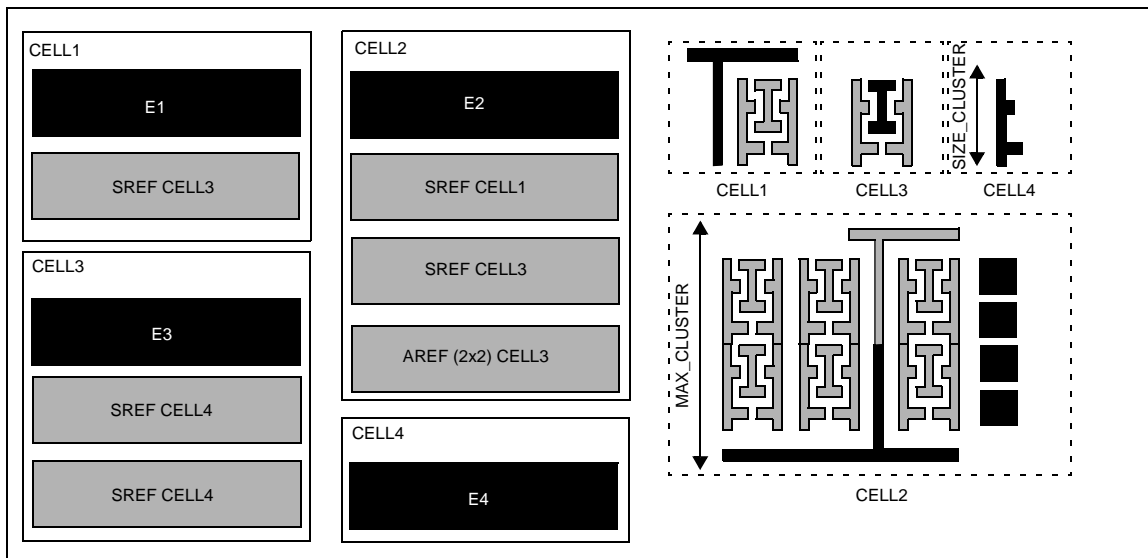 CELL1
E1
SREF CELL3
CELL3
E3
SREF CELL4
SREF CELL4
CELL2
E2
SREF CELL1
SREF CELL3
AREF (2x2) CELL3
CELL4
E4
CELL1
CELL3
SIZE_CLUSTER
CELL4
MAX_CLUSTER
CELL2